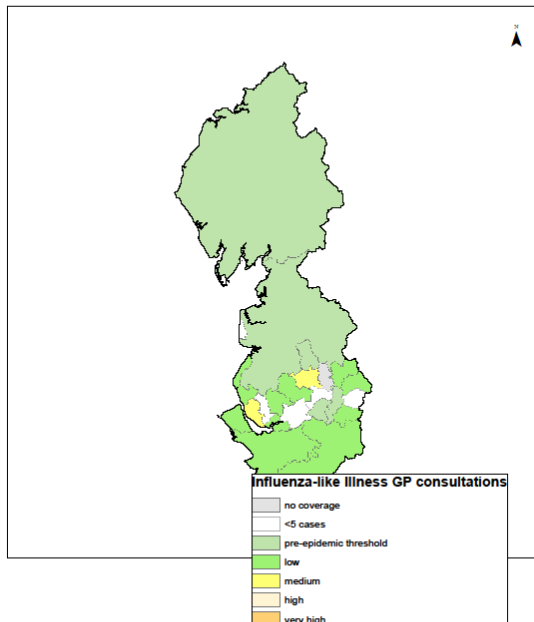 N
Influenza-like Illness GP consultations
no coverage
<5 cases
pre-epidemic threshold
low
medium
high
very high